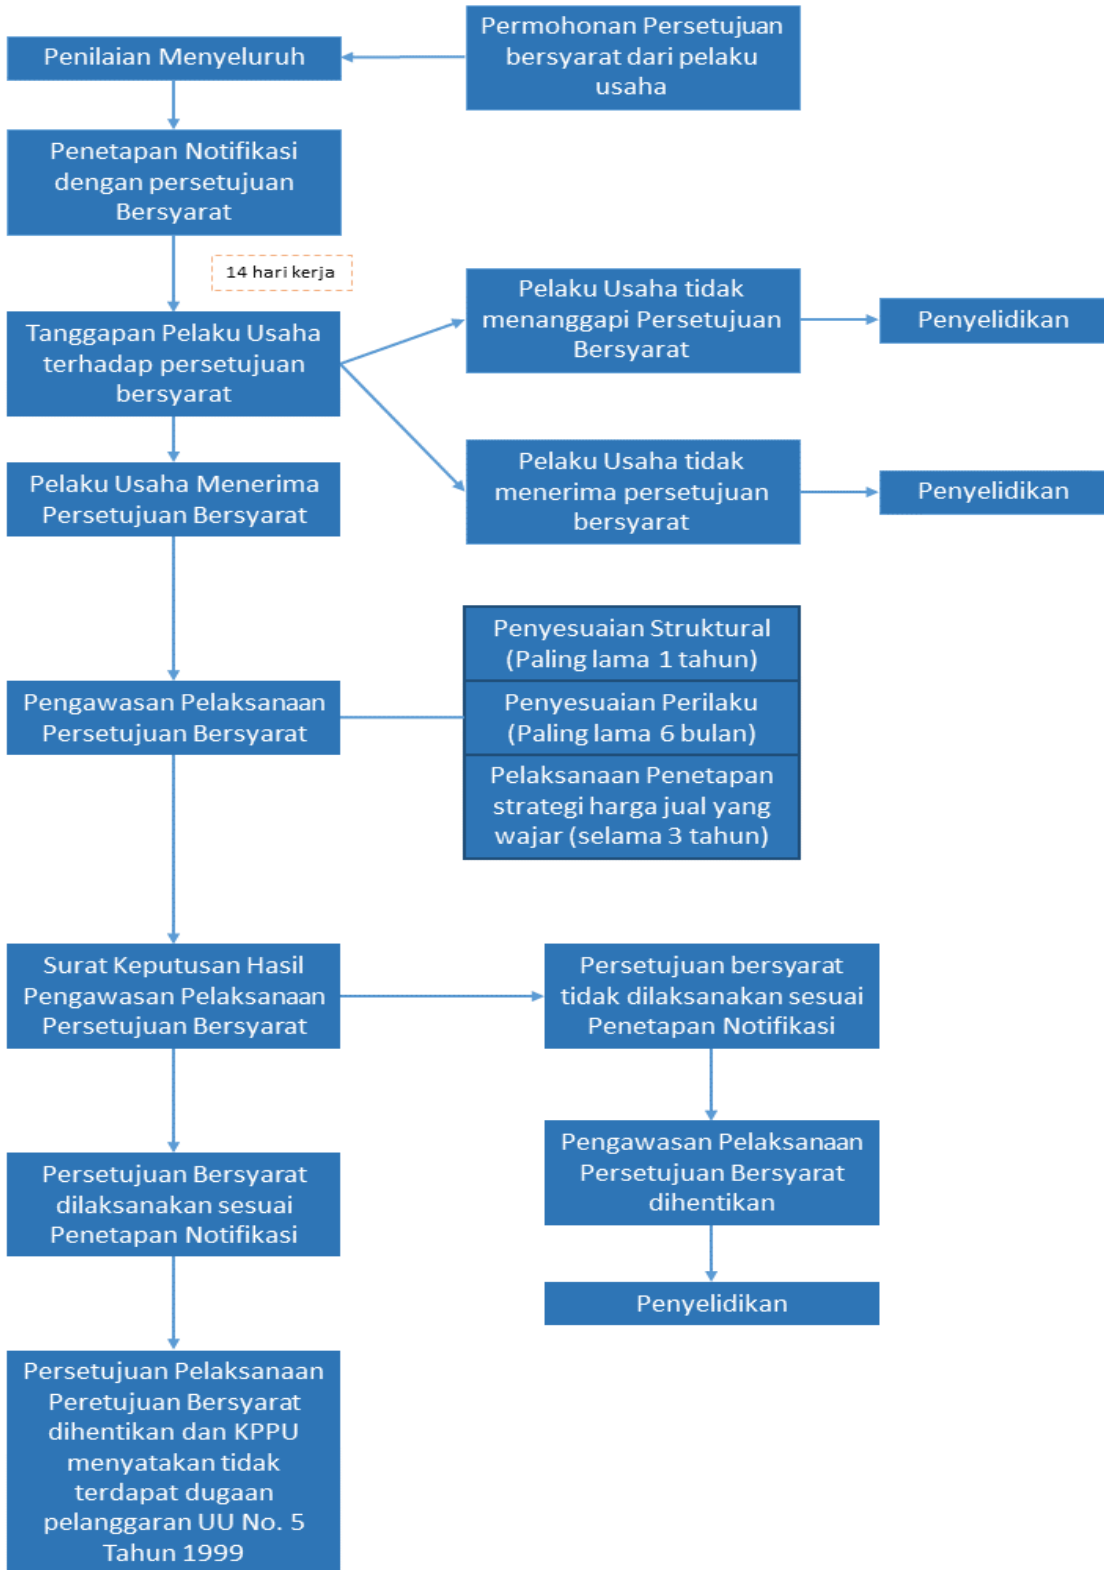 Permohonan Persetujuan
bersyarat dari pelaku
usaha
Penilaian Menyeluruh
Penetapan Notifikasi
dengan persetujuan
Bersyarat
14 hari kerja
Tanggapan Pelaku Usaha
terhadap persetujuan
bersyarat
Pelaku Usaha tidak
menanggapi Persetujuan
Bersyarat
Penyelidikan
Pelaku Usaha tidak
menerima persetujuan
bersyarat
Penyelidikan
Pelaku Usaha Menerima
Persetujuan Bersyarat
Pengawasan Pelaksanaan
Persetujuan Bersyarat
Penyesuaian Struktural
(Paling lama 1 tahun)
Penyesuaian Perilaku
(Paling lama 6 bulan)
Pelaksanaan Penetapan
strategi harga jual yang
wajar (selama 3 tahun)
Surat Keputusan Hasil
Pengawasan Pelaksanaan
Persetujuan Bersyarat
Persetujuan bersyarat
tidak dilaksanakan sesuai
Penetapan Notifikasi
Pengawasan Pelaksanaan
Persetujuan Bersyarat
dihentikan
Penyelidikan
Persetujuan Bersyarat
dilaksanakan sesuai
Penetapan Notifikasi
Persetujuan Pelaksanaan
Peretujuan Bersyarat
dihentikan dan KPPU
menyatakan tidak
terdapat dugaan
pelanggaran UU No. 5
Tahun 1999